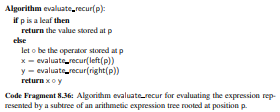 Algorithm evaluate_recur(p):
if p is a leaf then
return the value stored at p
else
let ∘ be the operator stored at p
x = evaluate_recur(left(p))
y = evaluate_recur(right(p))
return x ∘ y
Code Fragment 8.36: Algorithm evaluate_recur for evaluating the expression rep-
resented by a subtree of an arithmetic expression tree rooted at position p.